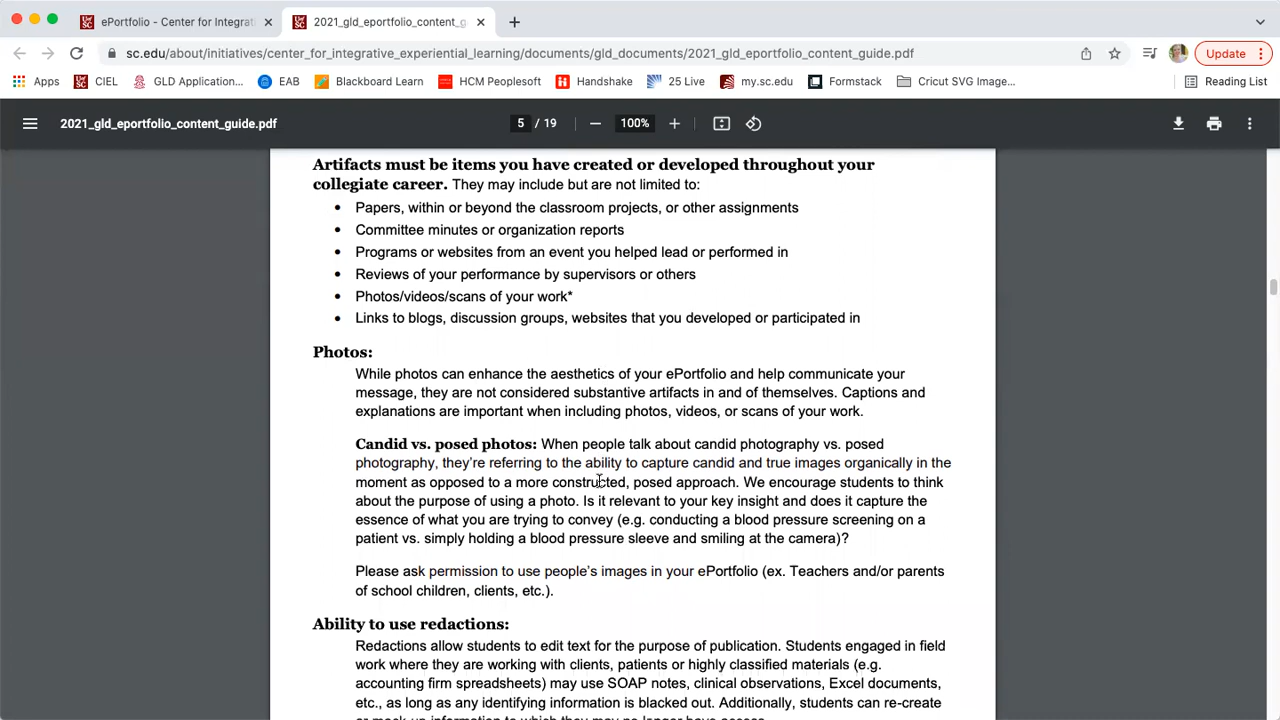 ePortfolio - Center for Integrati
2021_gld_eportfolio_content_g
sc.edu/about/initiatives/center_for_integrative_experiential_learning/documents/gld_documents/2021_gld_eportfolio_content_guide.pdf
Update
Apps CIEL GLD Application... EAB Blackboard Learn HCM Peoplesoft Handshake 25 Live my.sc.edu Formstack Cricut SVG Image... Reading List
2021_gld_eportfolio_content_guide.pdf 5 / 19 100%
Artifacts must be items you have created or developed throughout your
collegiate career. They may include but are not limited to:
• Papers, within or beyond the classroom projects, or other assignments
• Committee minutes or organization reports
• Programs or websites from an event you helped lead or performed in
• Reviews of your performance by supervisors or others
• Photos/videos/scans of your work*
• Links to blogs, discussion groups, websites that you developed or participated in
Photos:
While photos can enhance the aesthetics of your ePortfolio and help communicate your
message, they are not considered substantive artifacts in and of themselves. Captions and
explanations are important when including photos, videos, or scans of your work.
Candid vs. posed photos: When people talk about candid photography vs. posed
photography, they're referring to the ability to capture candid and true images organically in the
moment as opposed to a more constructed, posed approach. We encourage students to think
about the purpose of using a photo. Is it relevant to your key insight and does it capture the
essence of what you are trying to convey (e.g. conducting a blood pressure screening on a
patient vs. simply holding a blood pressure sleeve and smiling at the camera)?
Please ask permission to use people's images in your ePortfolio (ex. Teachers and/or parents
of school children, clients, etc.).
Ability to use redactions:
Redactions allow students to edit text for the purpose of publication. Students engaged in field
work where they are working with clients, patients or highly classified materials (e.g.
accounting firm spreadsheets) may use SOAP notes, clinical observations, Excel documents,
etc., as long as any identifying information is blacked out. Additionally, students can re-create
or mock-up information to which they may no longer have access.